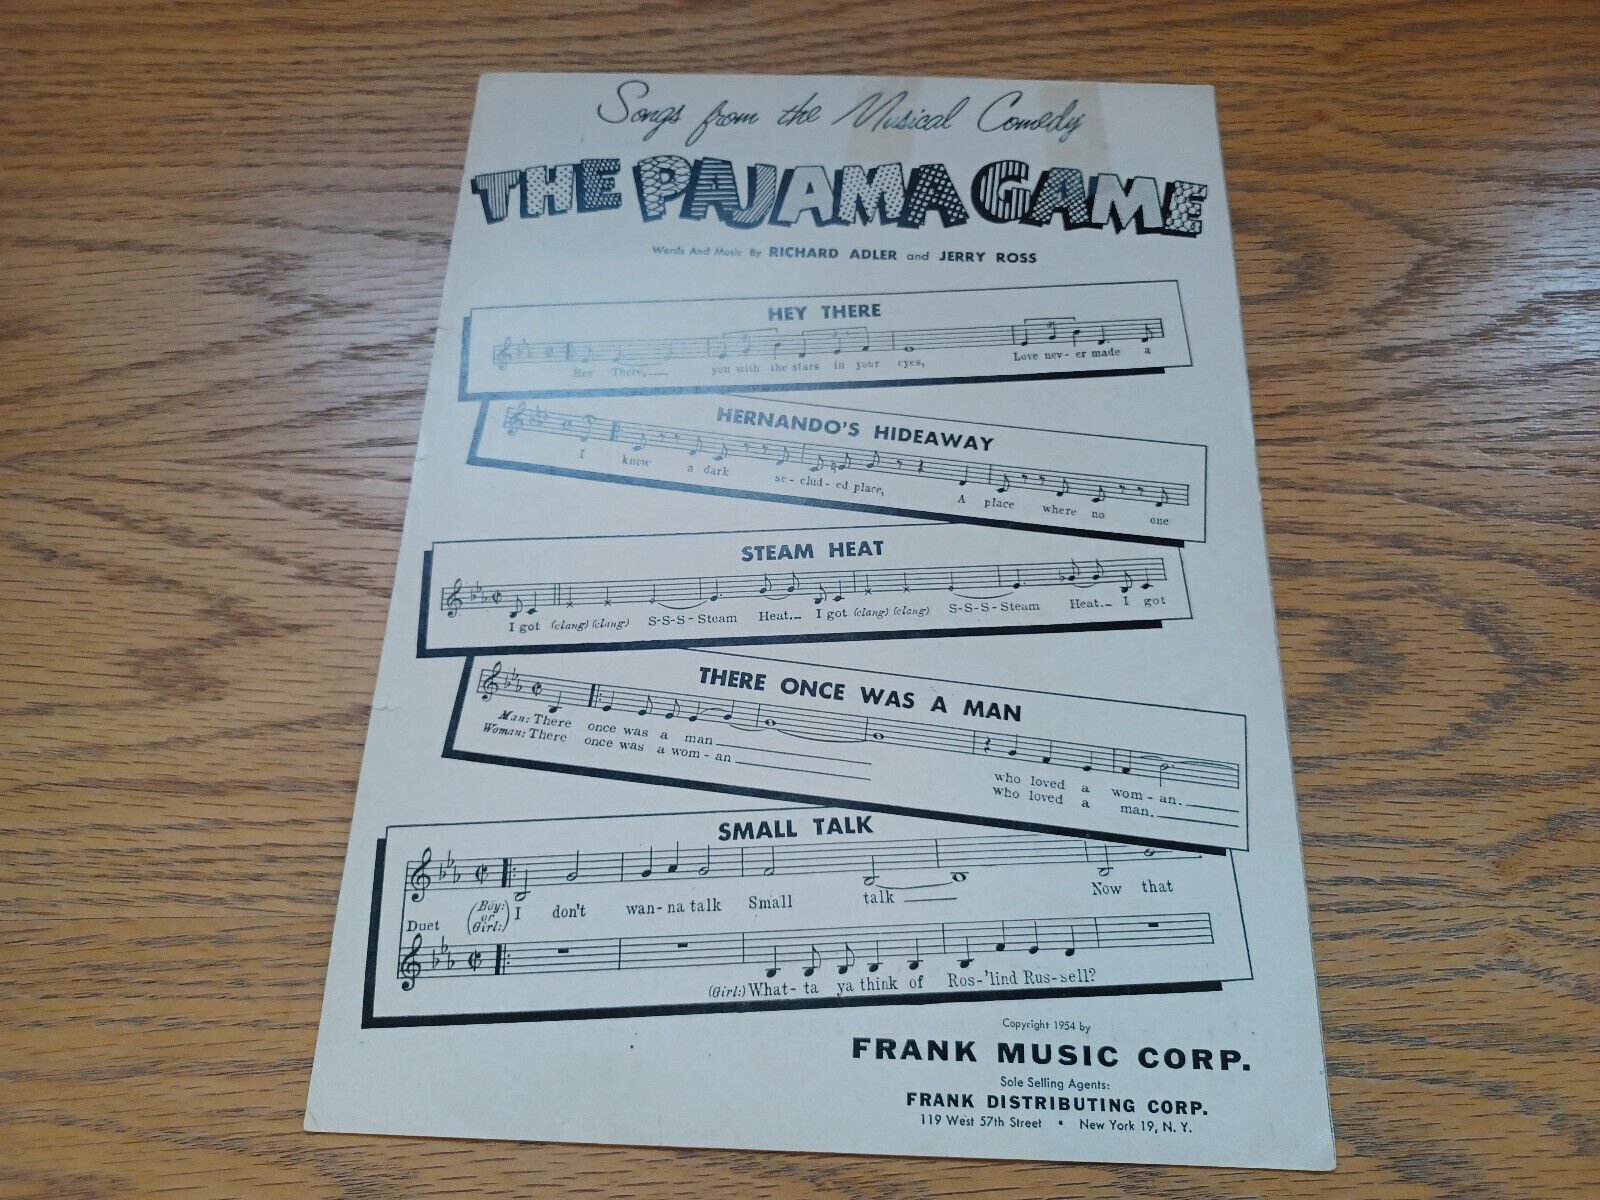 Songs from the Musical Comedy
THE PAJAMA GAME
Words And Music By RICHARD ADLER and JERRY ROSS
HEY THERE
Hey There,___ you with the stars in your eyes, Love nev-er made a
HERNANDO'S HIDEAWAY
I know a dark se-clud-ed place, A place where no one
STEAM HEAT
I got (clang) (clang) S-S-S-Steam Heat._ I got (clang) (clang) S-S-S-Steam Heat._ I got
THERE ONCE WAS A MAN
Man: There once was a man___ who loved a wom-an.___
Woman: There once was a wom-an___ who loved a man.___
SMALL TALK
Duet (Boy: or Girl:) I don't wan-na talk Small talk___ Now that
(Girl:) What-ta ya think of Ros-'lind Rus-sell?
Copyright 1954 by
FRANK MUSIC CORP.
Sole Selling Agents:
FRANK DISTRIBUTING CORP.
119 West 57th Street • New York 19, N. Y.